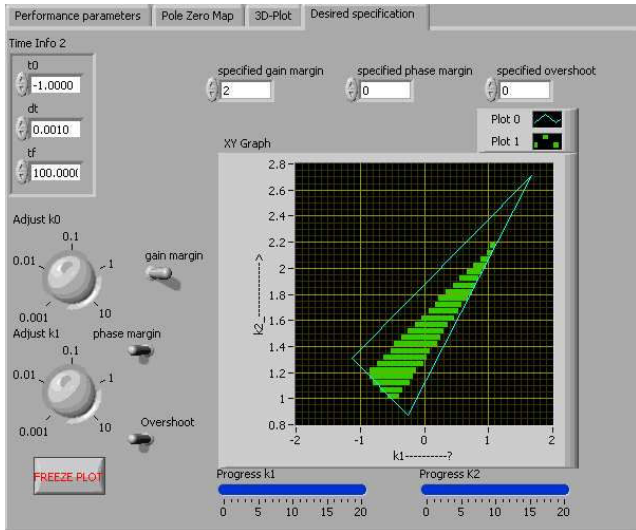 Performance parameters Pole Zero Map 3D-Plot Desired specification
Time Info 2
t0
-1.0000
dt
0.0010
tf
100.000(
specified gain margin specified phase margin specified overshoot
2 0 0
Plot 0
Plot 1
XY Graph
2.8
2.6
2.4
2.2
2
1.8
1.6
1.4
1.2
1
0.8
k2_---------->
-2 -1 0 1 2
k1----------?
Adjust k0
0.1
0.01 1
0.001 10
gain margin
Adjust k1
0.1
0.01 1
0.001 10
phase margin
Overshoot
FREEZE PLOT
Progress k1 Progress K2
0 5 10 15 20 0 5 10 15 20